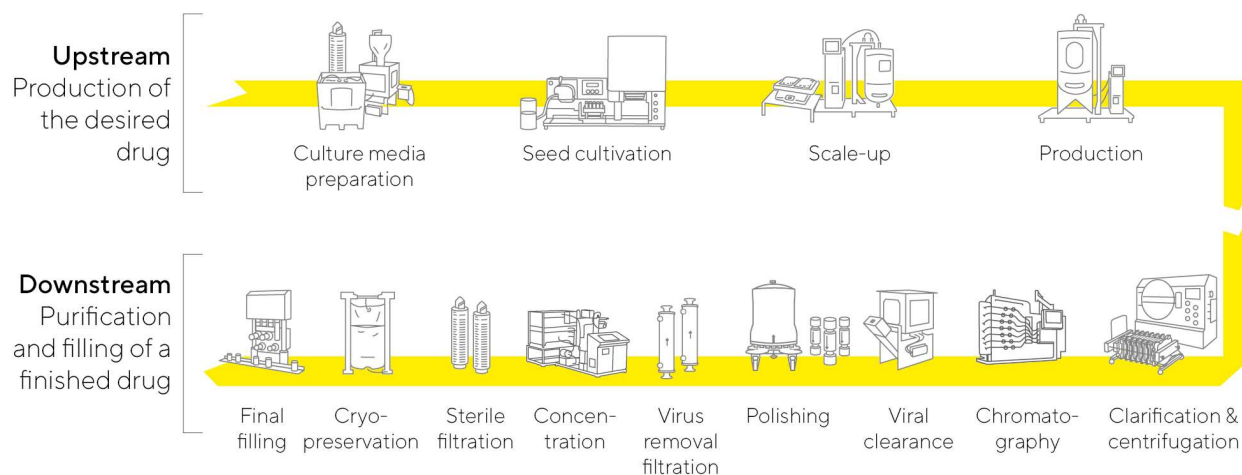 Upstream
Production of
the desired
drug
Culture media
preparation
Seed cultivation
Scale-up
Production
Downstream
Purification
and filling of a
finished drug
Final
filling
Cryo-
preservation
Sterile
filtration
Concen-
tration
Virus
removal
filtration
Polishing
Viral
clearance
Chromato-
graphy
Clarification &
centrifugation